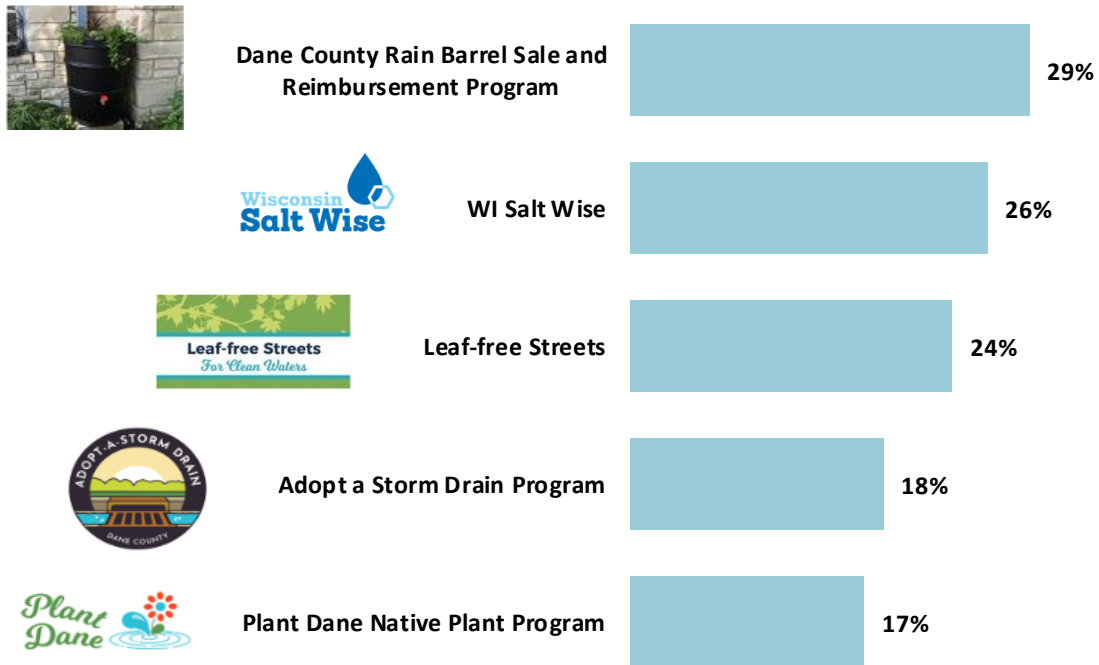 Dane County Rain Barrel Sale and
Reimbursement Program
29%
Wisconsin
Salt Wise
WI Salt Wise
26%
Leaf-free Streets
For Clean Waters
Leaf-free Streets
24%
ADOPT-A-STORM DRAIN
DANE COUNTY
Adopt a Storm Drain Program
18%
Plant
Dane
Plant Dane Native Plant Program
17%